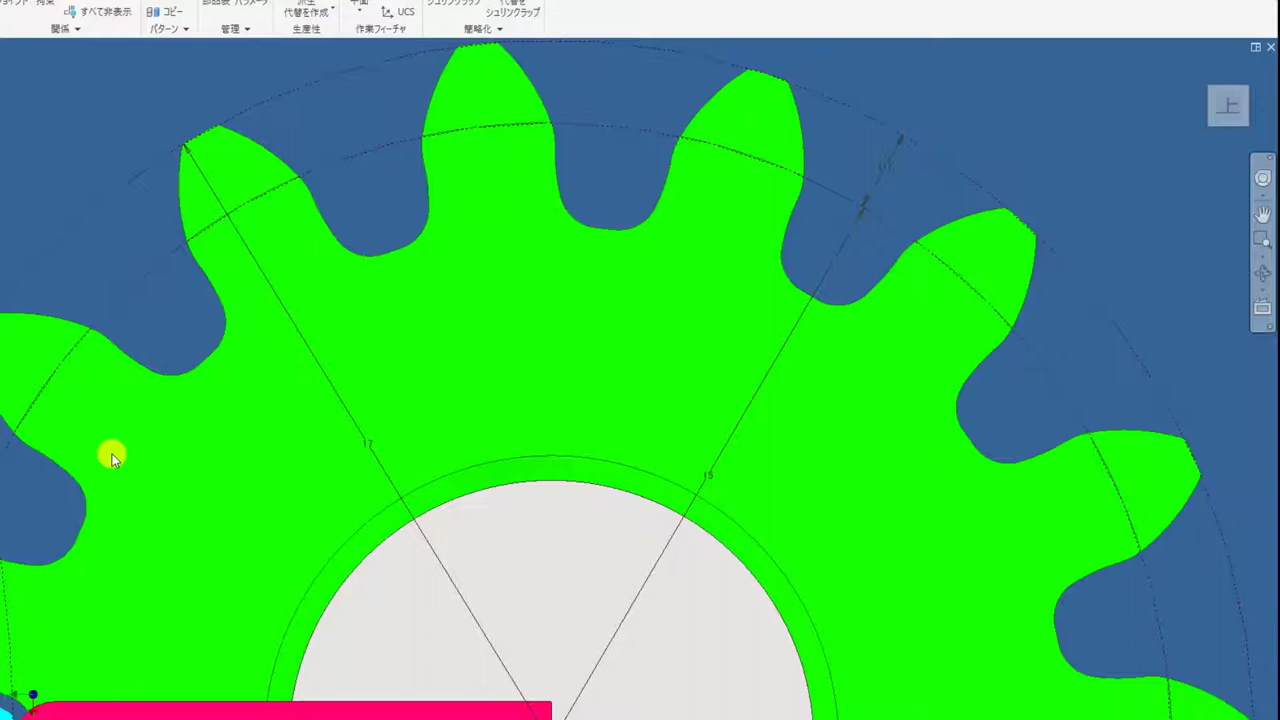 すべて非表示
コピー
代替を作成
UCS
シュリンクラップ
関係
パターン
管理
生産性
作業フィーチャ
簡略化
上
17
15